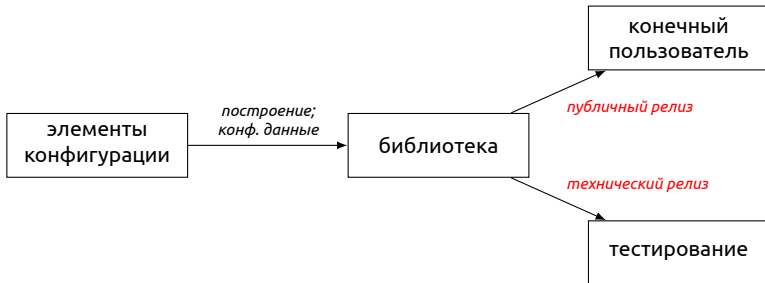 конечный
пользователь
построение;
конф. данные
публичный релиз
элементы
конфигурации
библиотека
технический релиз
тестирование